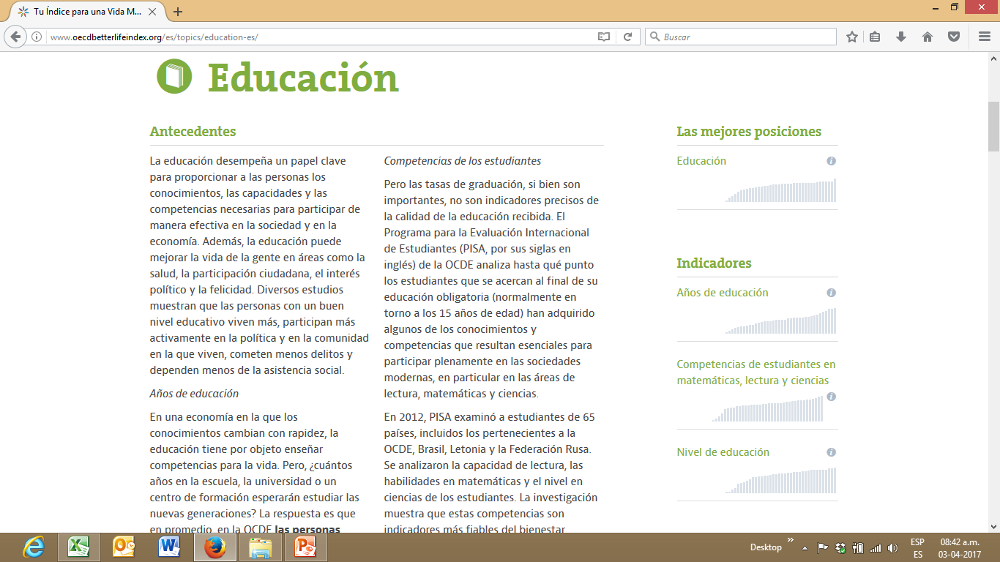 Tu Índice para una Vida M...
www.oecdbetterlifeindex.org/es/topics/education-es/
Buscar
Educación
Antecedentes
La educación desempeña un papel clave
para proporcionar a las personas los
conocimientos, las capacidades y las
competencias necesarias para participar de
manera efectiva en la sociedad y en la
economía. Además, la educación puede
mejorar la vida de la gente en áreas como la
salud, la participación ciudadana, el interés
político y la felicidad. Diversos estudios
muestran que las personas con un buen
nivel educativo viven más, participan más
activamente en la política y en la comunidad
en la que viven, cometen menos delitos y
dependen menos de la asistencia social.
Años de educación
En una economía en la que los
conocimientos cambian con rapidez, la
educación tiene por objeto enseñar
competencias para la vida. Pero, ¿cuántos
años en la escuela, la universidad o un
centro de formación esperarán estudiar las
nuevas generaciones? La respuesta es que
en promedio, en la OCDE las personas
Competencias de los estudiantes
Pero las tasas de graduación, si bien son
importantes, no son indicadores precisos de
la calidad de la educación recibida. El
Programa para la Evaluación Internacional
de Estudiantes (PISA, por sus siglas en
inglés) de la OCDE analiza hasta qué punto
los estudiantes que se acercan al final de su
educación obligatoria (normalmente en
torno a los 15 años de edad) han adquirido
algunos de los conocimientos y
competencias que resultan esenciales para
participar plenamente en las sociedades
modernas, en particular en las áreas de
lectura, matemáticas y ciencias.
En 2012, PISA examinó a estudiantes de 65
países, incluidos los pertenecientes a la
OCDE, Brasil, Letonia y la Federación Rusa.
Se analizaron la capacidad de lectura, las
habilidades en matemáticas y el nivel en
ciencias de los estudiantes. La investigación
muestra que estas competencias son
indicadores más fiables del bienestar
Las mejores posiciones
Educación
Indicadores
Años de educación
Competencias de estudiantes en
matemáticas, lectura y ciencias
Nivel de educación
Desktop
ESP
ES
08:42 a.m.
03-04-2017